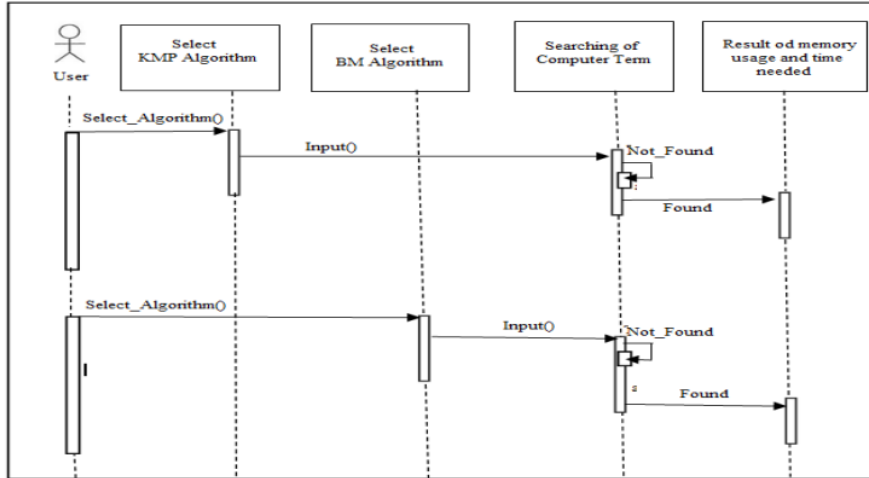 User
Select
KMP Algorithm
Select
BM Algorithm
Searching of
Computer Term
Result od memory
usage and time
needed
Select_Algorithm()
Input()
Not_Found
Found
Select_Algorithm()
Input()
Not_Found
Found